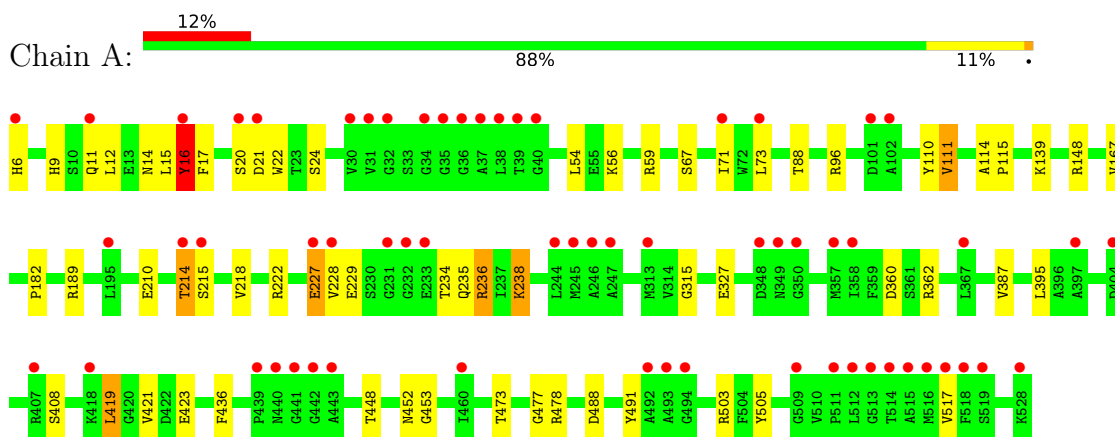 12%
Chain A:
88%
11%
H6 H9 S10 Q11 L12 E13 N14 L15 Y16 F17 S20 D21 W22 T23 S24 V30 V31 G32 S33 G34 G35 G36 A37 L38 T39 G40 L54 E55 K56 R59 S67 I71 W72 L73 T88 R96 D101 A102 Y110 V111 A114 P115 K139 R148
P182 R189 L195 E210 T214 S215 V218 R222 E227 V228 E229 S230 G231 G232 E233 T234 Q235 R236 I237 K238 L244 M245 A246 A247 M313 V314 G315 E327 D348 N349 G350 M357 I358 F359 D360 S361 R362 L367 V387 L395 A396 A397
R407 S408 K418 L419 G420 V421 D422 E423 F436 P439 N440 G441 G442 A443 T448 N452 G453 I460 T473 G477 R478 D488 Y491 A492 A493 G494 R503 F504 Y505 G509 V510 P511 L512 G513 T514 A515 M516 V517 F518 S519 K528